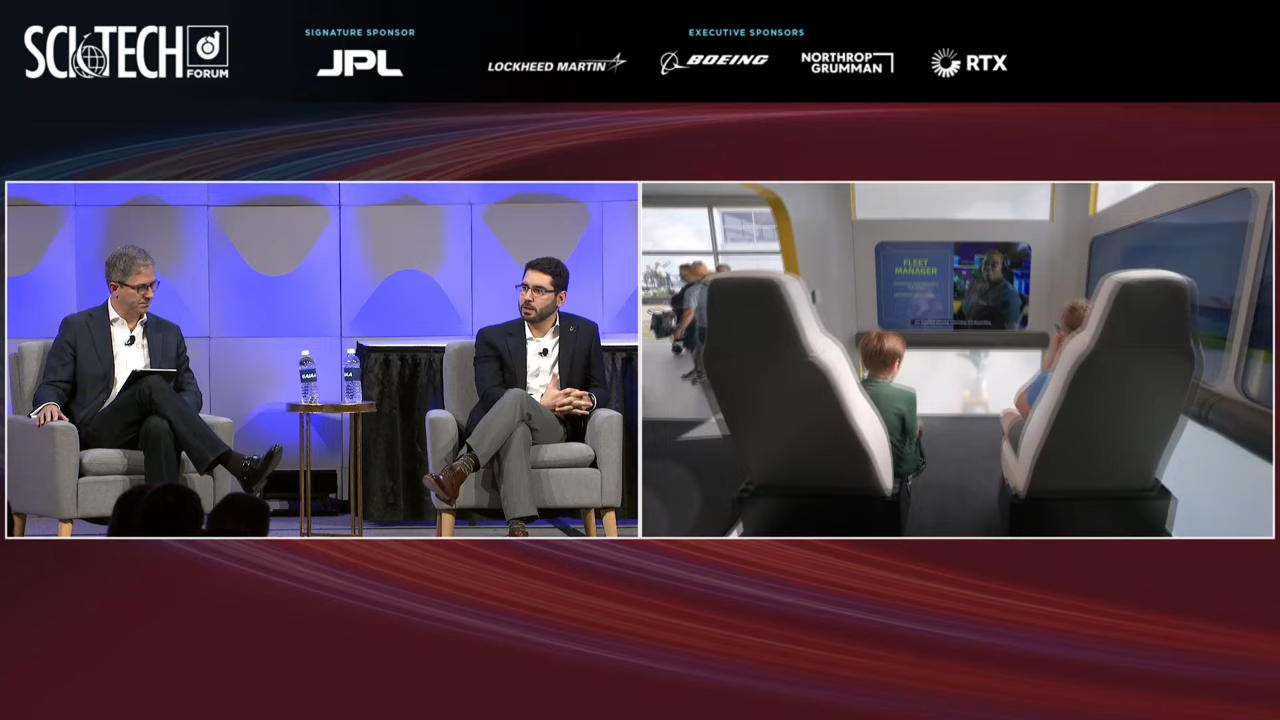 SCITECH
FORUM
SIGNATURE SPONSOR
JPL
EXECUTIVE SPONSORS
LOCKHEED MARTIN
BOEING
NORTHROP
GRUMMAN
RTX
FLEET
MANAGER